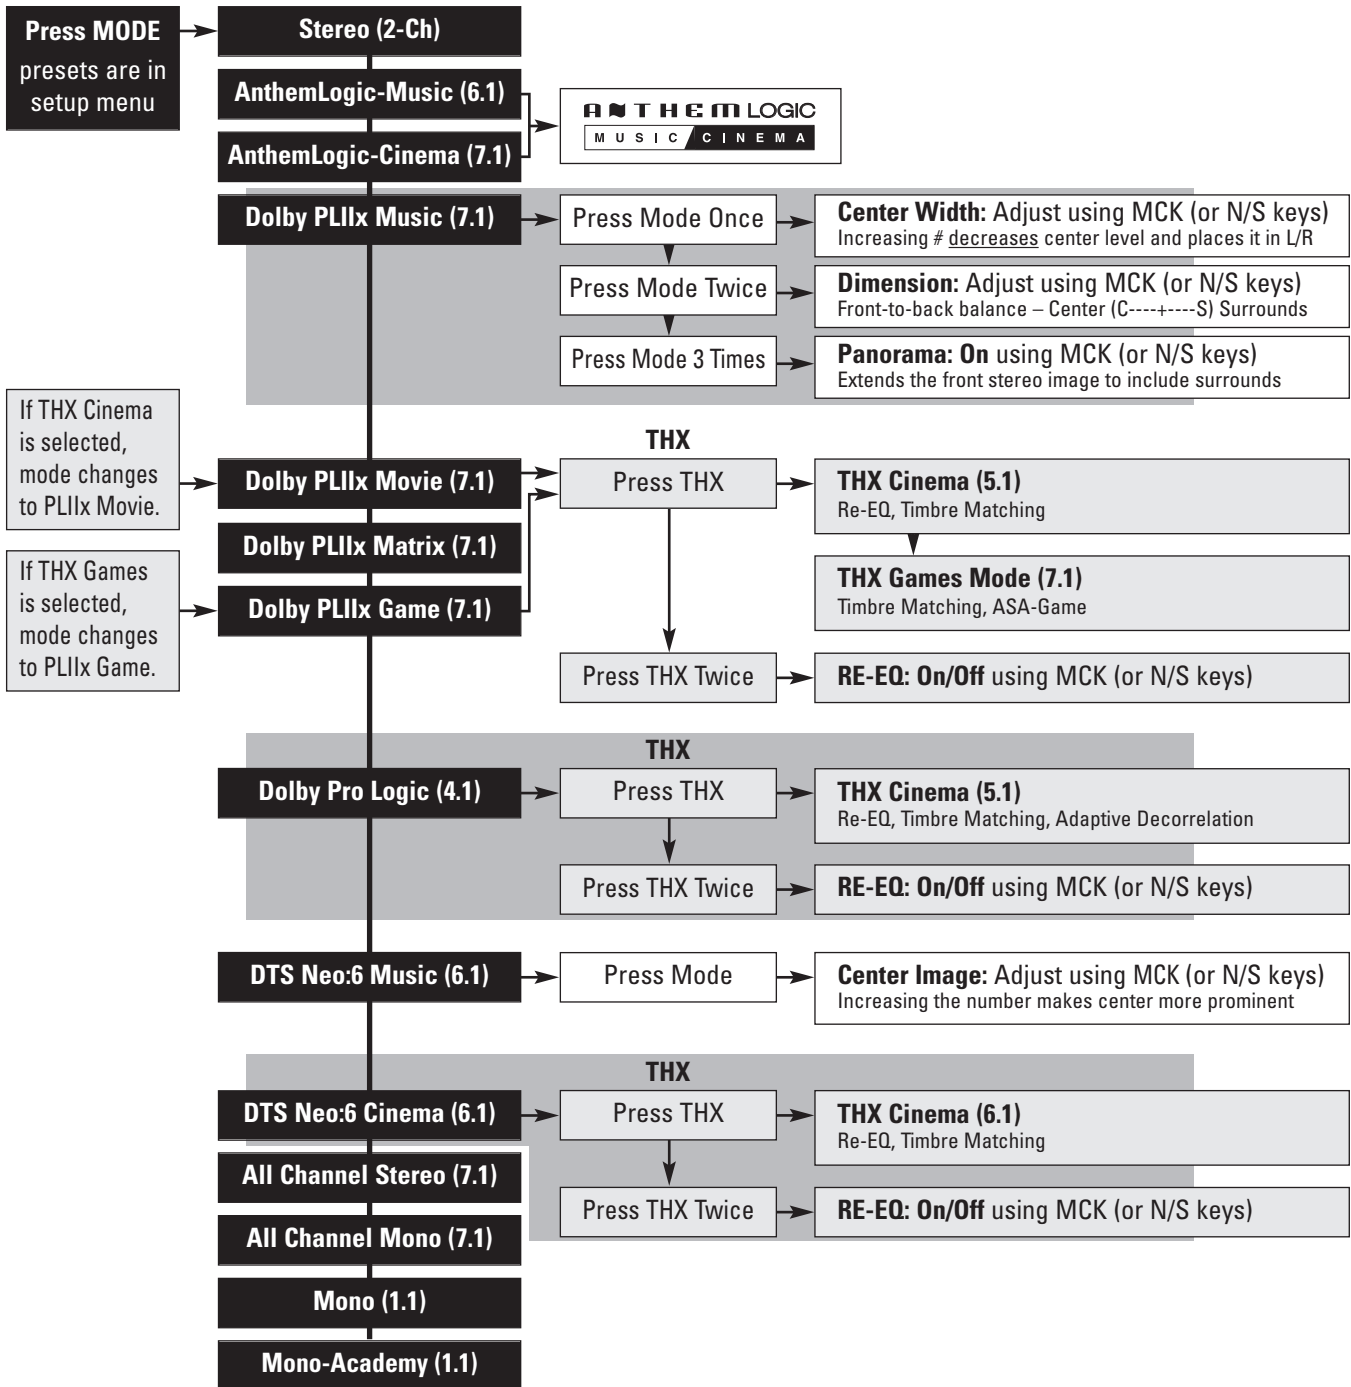 Press MODE
presets are in
setup menu
Stereo (2-Ch)
AnthemLogic-Music (6.1)
AnthemLogic-Cinema (7.1)
ANTHEM LOGIC
MUSIC CINEMA
Dolby PLIIx Music (7.1)
Press Mode Once
Center Width: Adjust using MCK (or N/S keys)
Increasing # decreases center level and places it in L/R
Press Mode Twice
Dimension: Adjust using MCK (or N/S keys)
Front-to-back balance – Center (C----+----S) Surrounds
Press Mode 3 Times
Panorama: On using MCK (or N/S keys)
Extends the front stereo image to include surrounds
If THX Cinema
is selected,
mode changes
to PLIIx Movie.
THX
Dolby PLIIx Movie (7.1)
Press THX
THX Cinema (5.1)
Re-EQ, Timbre Matching
Dolby PLIIx Matrix (7.1)
If THX Games
is selected,
mode changes
to PLIIx Game.
Dolby PLIIx Game (7.1)
THX Games Mode (7.1)
Timbre Matching, ASA-Game
Press THX Twice
RE-EQ: On/Off using MCK (or N/S keys)
THX
Dolby Pro Logic (4.1)
Press THX
THX Cinema (5.1)
Re-EQ, Timbre Matching, Adaptive Decorrelation
Press THX Twice
RE-EQ: On/Off using MCK (or N/S keys)
DTS Neo:6 Music (6.1)
Press Mode
Center Image: Adjust using MCK (or N/S keys)
Increasing the number makes center more prominent
THX
DTS Neo:6 Cinema (6.1)
Press THX
THX Cinema (6.1)
Re-EQ, Timbre Matching
All Channel Stereo (7.1)
Press THX Twice
RE-EQ: On/Off using MCK (or N/S keys)
All Channel Mono (7.1)
Mono (1.1)
Mono-Academy (1.1)